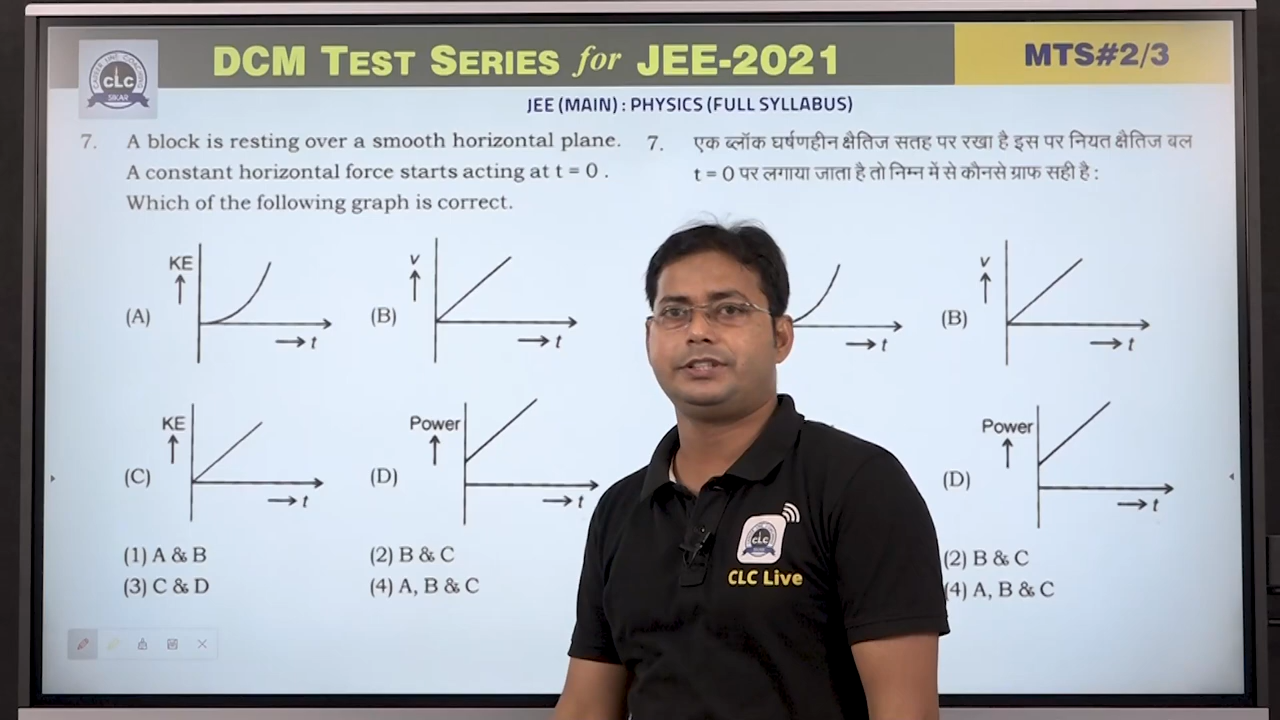 DCM TEST SERIES for JEE-2021
MTS#2/3
CLC
SIKAR
JEE (MAIN) : PHYSICS (FULL SYLLABUS)
7. A block is resting over a smooth horizontal plane.
A constant horizontal force starts acting at t = 0 .
Which of the following graph is correct.
KE
(A)
t
v
(B)
t
KE
(C)
t
Power
(D)
t
(1) A & B
(2) B & C
(3) C & D
(4) A, B & C
7. एक ब्लॉक घर्षणहीन क्षैतिज सतह पर रखा है इस पर नियत क्षैतिज बल
t = 0 पर लगाया जाता है तो निम्न में से कौनसे ग्राफ सही है :
t
v
(B)
t
Power
(D)
t
(2) B & C
(4) A, B & C
CLC
CLC Live